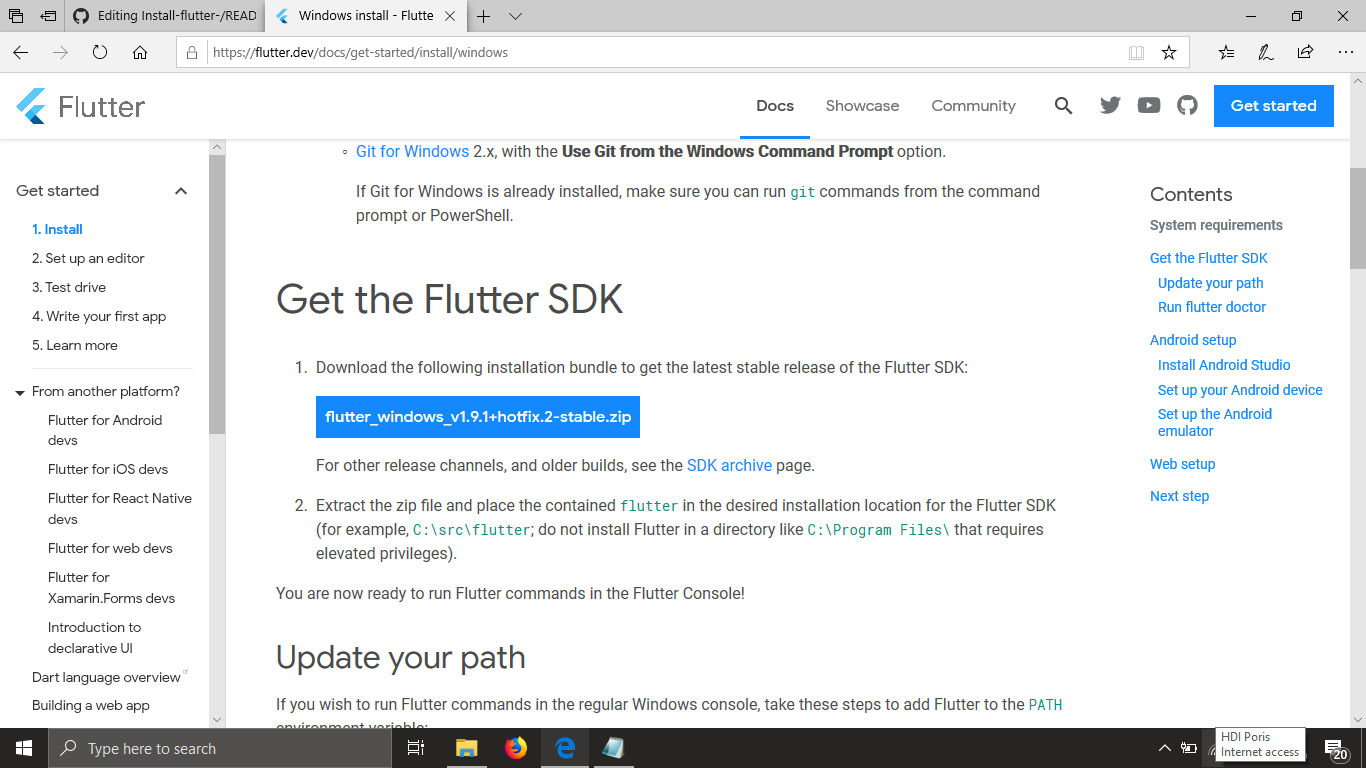 Editing Install-flutter-/READ
Windows install - Flutte
https://flutter.dev/docs/get-started/install/windows
Flutter
Docs
Showcase
Community
Get started
Get started
1. Install
2. Set up an editor
3. Test drive
4. Write your first app
5. Learn more
From another platform?
Flutter for Android
devs
Flutter for iOS devs
Flutter for React Native
devs
Flutter for web devs
Flutter for
Xamarin.Forms devs
Introduction to
declarative UI
Dart language overview
Building a web app
Git for Windows 2.x, with the Use Git from the Windows Command Prompt option.
If Git for Windows is already installed, make sure you can run git commands from the command
prompt or PowerShell.
Get the Flutter SDK
1. Download the following installation bundle to get the latest stable release of the Flutter SDK:
flutter_windows_v1.9.1+hotfix.2-stable.zip
For other release channels, and older builds, see the SDK archive page.
2. Extract the zip file and place the contained flutter in the desired installation location for the Flutter SDK
(for example, C:\src\flutter; do not install Flutter in a directory like C:\Program Files\ that requires
elevated privileges).
You are now ready to run Flutter commands in the Flutter Console!
Update your path
If you wish to run Flutter commands in the regular Windows console, take these steps to add Flutter to the PATH
environment variable:
Contents
System requirements
Get the Flutter SDK
Update your path
Run flutter doctor
Android setup
Install Android Studio
Set up your Android device
Set up the Android
emulator
Web setup
Next step
Type here to search
HDI Poris
Internet access
20